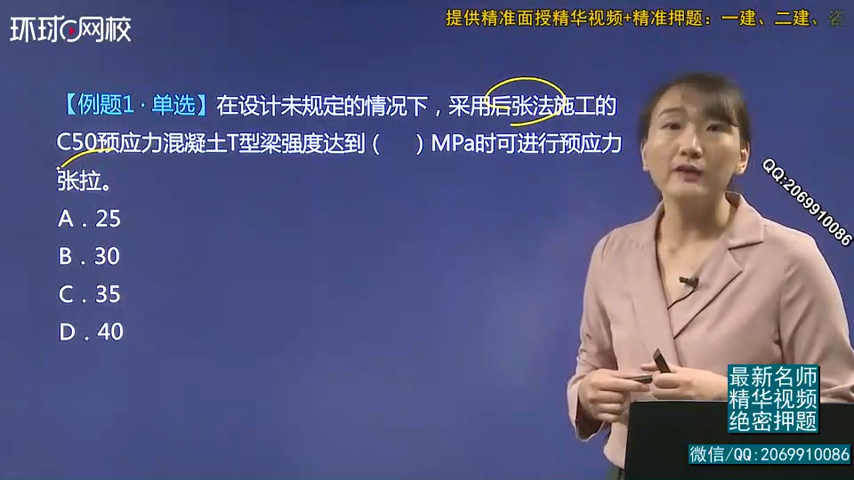 环球网校
提供精准面授精华视频+精准押题：一建、二建、咨
【例题1·单选】在设计未规定的情况下，采用后张法施工的
C50预应力混凝土T型梁强度达到（ ）MPa时可进行预应力
张拉。
A．25
B．30
C．35
D．40
QQ:2069910086
最新名师
精华视频
绝密押题
微信/QQ:2069910086